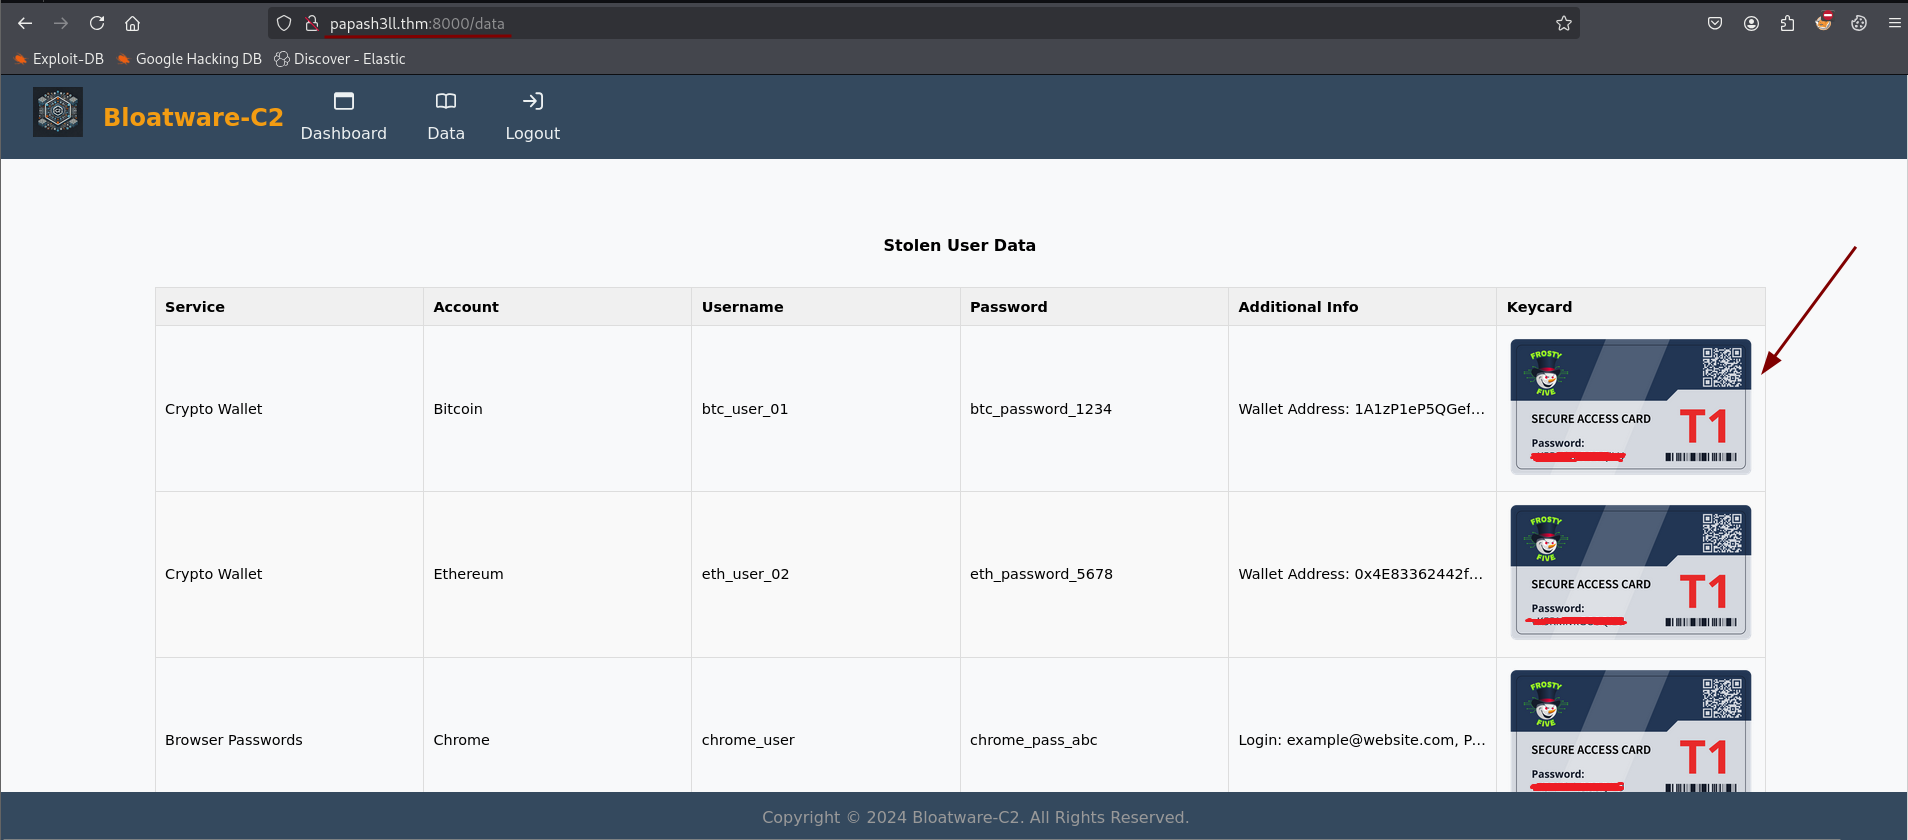 papash3ll.thm:8000/data
Exploit-DB Google Hacking DB Discover - Elastic
Bloatware-C2
Dashboard Data Logout
Stolen User Data
Service Account Username Password Additional Info Keycard
FROSTY
FIVE
SECURE ACCESS CARD
T1
Password:
Crypto Wallet Bitcoin btc_user_01 btc_password_1234 Wallet Address: 1A1zP1eP5QGef...
FROSTY
FIVE
SECURE ACCESS CARD
T1
Password:
Crypto Wallet Ethereum eth_user_02 eth_password_5678 Wallet Address: 0x4E83362442f...
FROSTY
FIVE
SECURE ACCESS CARD
T1
Password:
Browser Passwords Chrome chrome_user chrome_pass_abc Login: example@website.com, P...
Copyright © 2024 Bloatware-C2. All Rights Reserved.